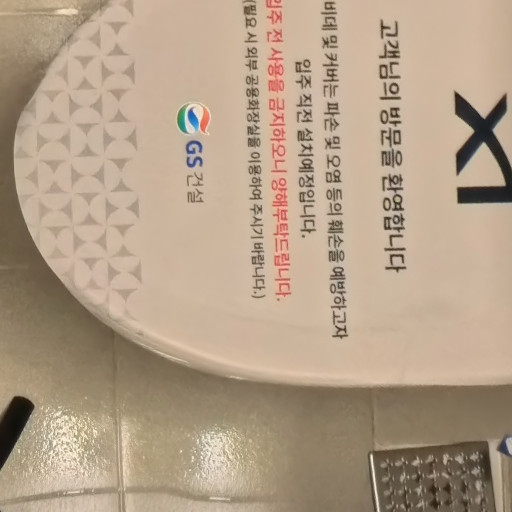 고객님의 방문을 환영합니다
비데 및 커버는 파손 및 오염 등의 훼손을 예방하고자
입주 직전 설치예정입니다.
입주 전 사용을 금지하오니 양해부탁드립니다.
(필요 시 외부 공용화장실을 이용하여 주시기 바랍니다.)
GS 건설